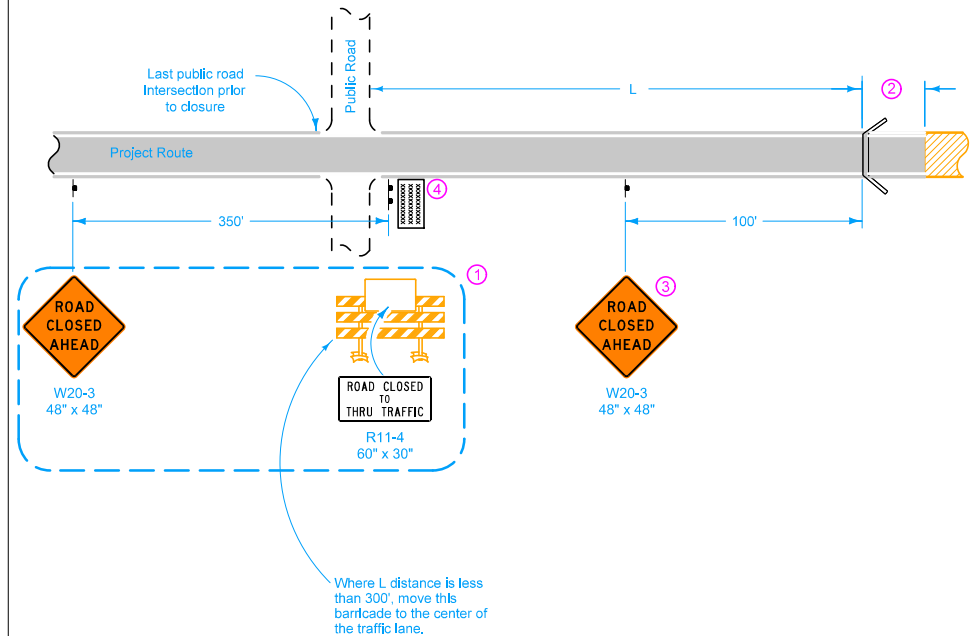 Last public road
Intersection prior
to closure
Public Road
L
2
Project Route
4
350'
100'
1
ROAD
CLOSED
AHEAD
W20-3
48" x 48"
ROAD CLOSED
TO
THRU TRAFFIC
R11-4
60" x 30"
3
ROAD
CLOSED
AHEAD
W20-3
48" x 48"
Where L distance is less
than 300', move this
barricade to the center of
the traffic lane.